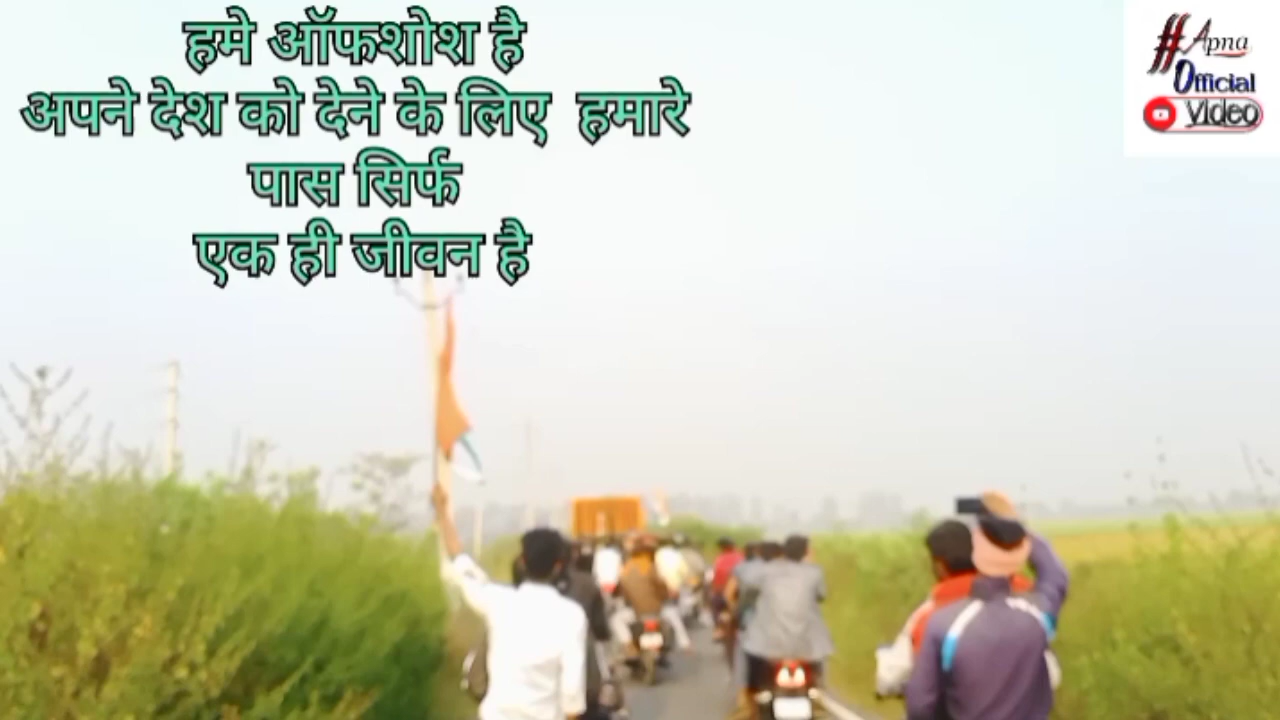 हमे ऑफशोश है
अपने देश को देने के लिए हमारे
पास सिर्फ
एक ही जीवन है
#Apna
Official
Video